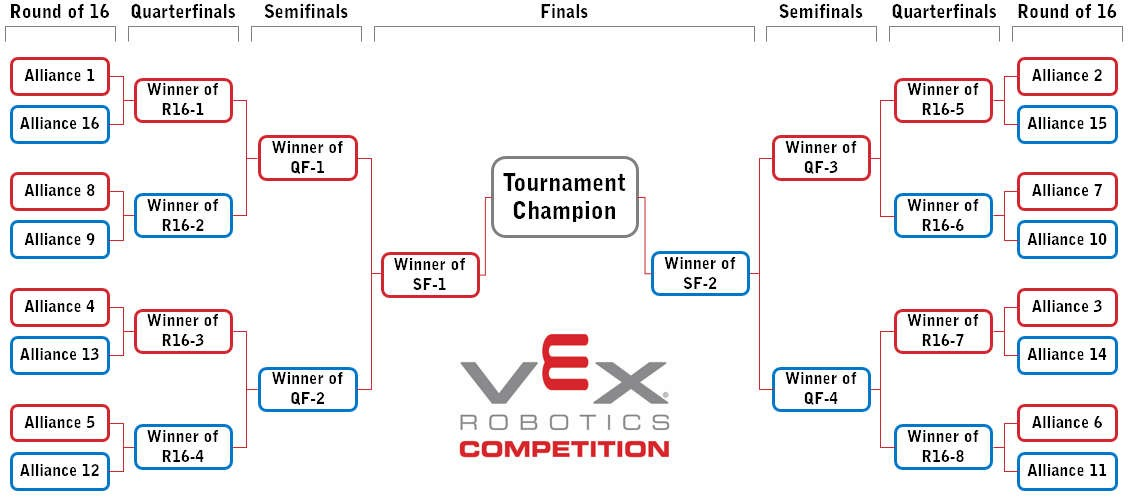 Round of 16
Quarterfinals
Semifinals
Finals
Semifinals
Quarterfinals
Round of 16
Alliance 1
Alliance 16
Alliance 8
Alliance 9
Alliance 4
Alliance 13
Alliance 5
Alliance 12
Winner of
R16-1
Winner of
R16-2
Winner of
R16-3
Winner of
R16-4
Winner of
QF-1
Winner of
QF-2
Winner of
SF-1
Tournament
Champion
Winner of
SF-2
VEX®
ROBOTICS
COMPETITION
Winner of
QF-3
Winner of
QF-4
Winner of
R16-5
Winner of
R16-6
Winner of
R16-7
Winner of
R16-8
Alliance 2
Alliance 15
Alliance 7
Alliance 10
Alliance 3
Alliance 14
Alliance 6
Alliance 11